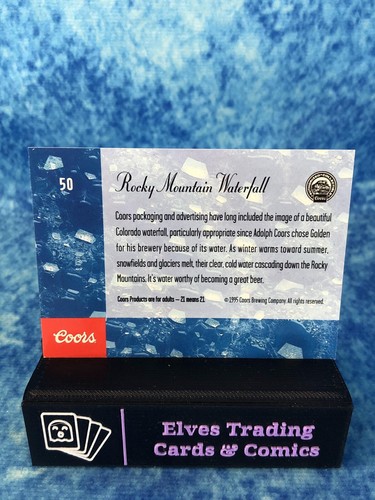 50
Rocky Mountain Waterfall
Coors packaging and advertising have long included the image of a beautiful
Colorado waterfall, particularly appropriate since Adolph Coors chose Golden
for his brewery because of its water. As winter warms toward summer,
snowfields and glaciers melt, their clear, cold water cascading down the Rocky
Mountains. It's water worthy of becoming a great beer.
Coors Products are for adults – 21 means 21. © 1995 Coors Brewing Company. All rights reserved.
Coors
Elves Trading
Cards & Comics